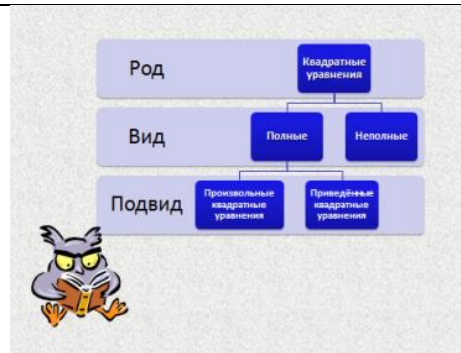 Род
Квадратные
уравнения
Вид
Полные
Неполные
Подвид
Произвольные
квадратные
уравнения
Приведённые
квадратные
уравнения